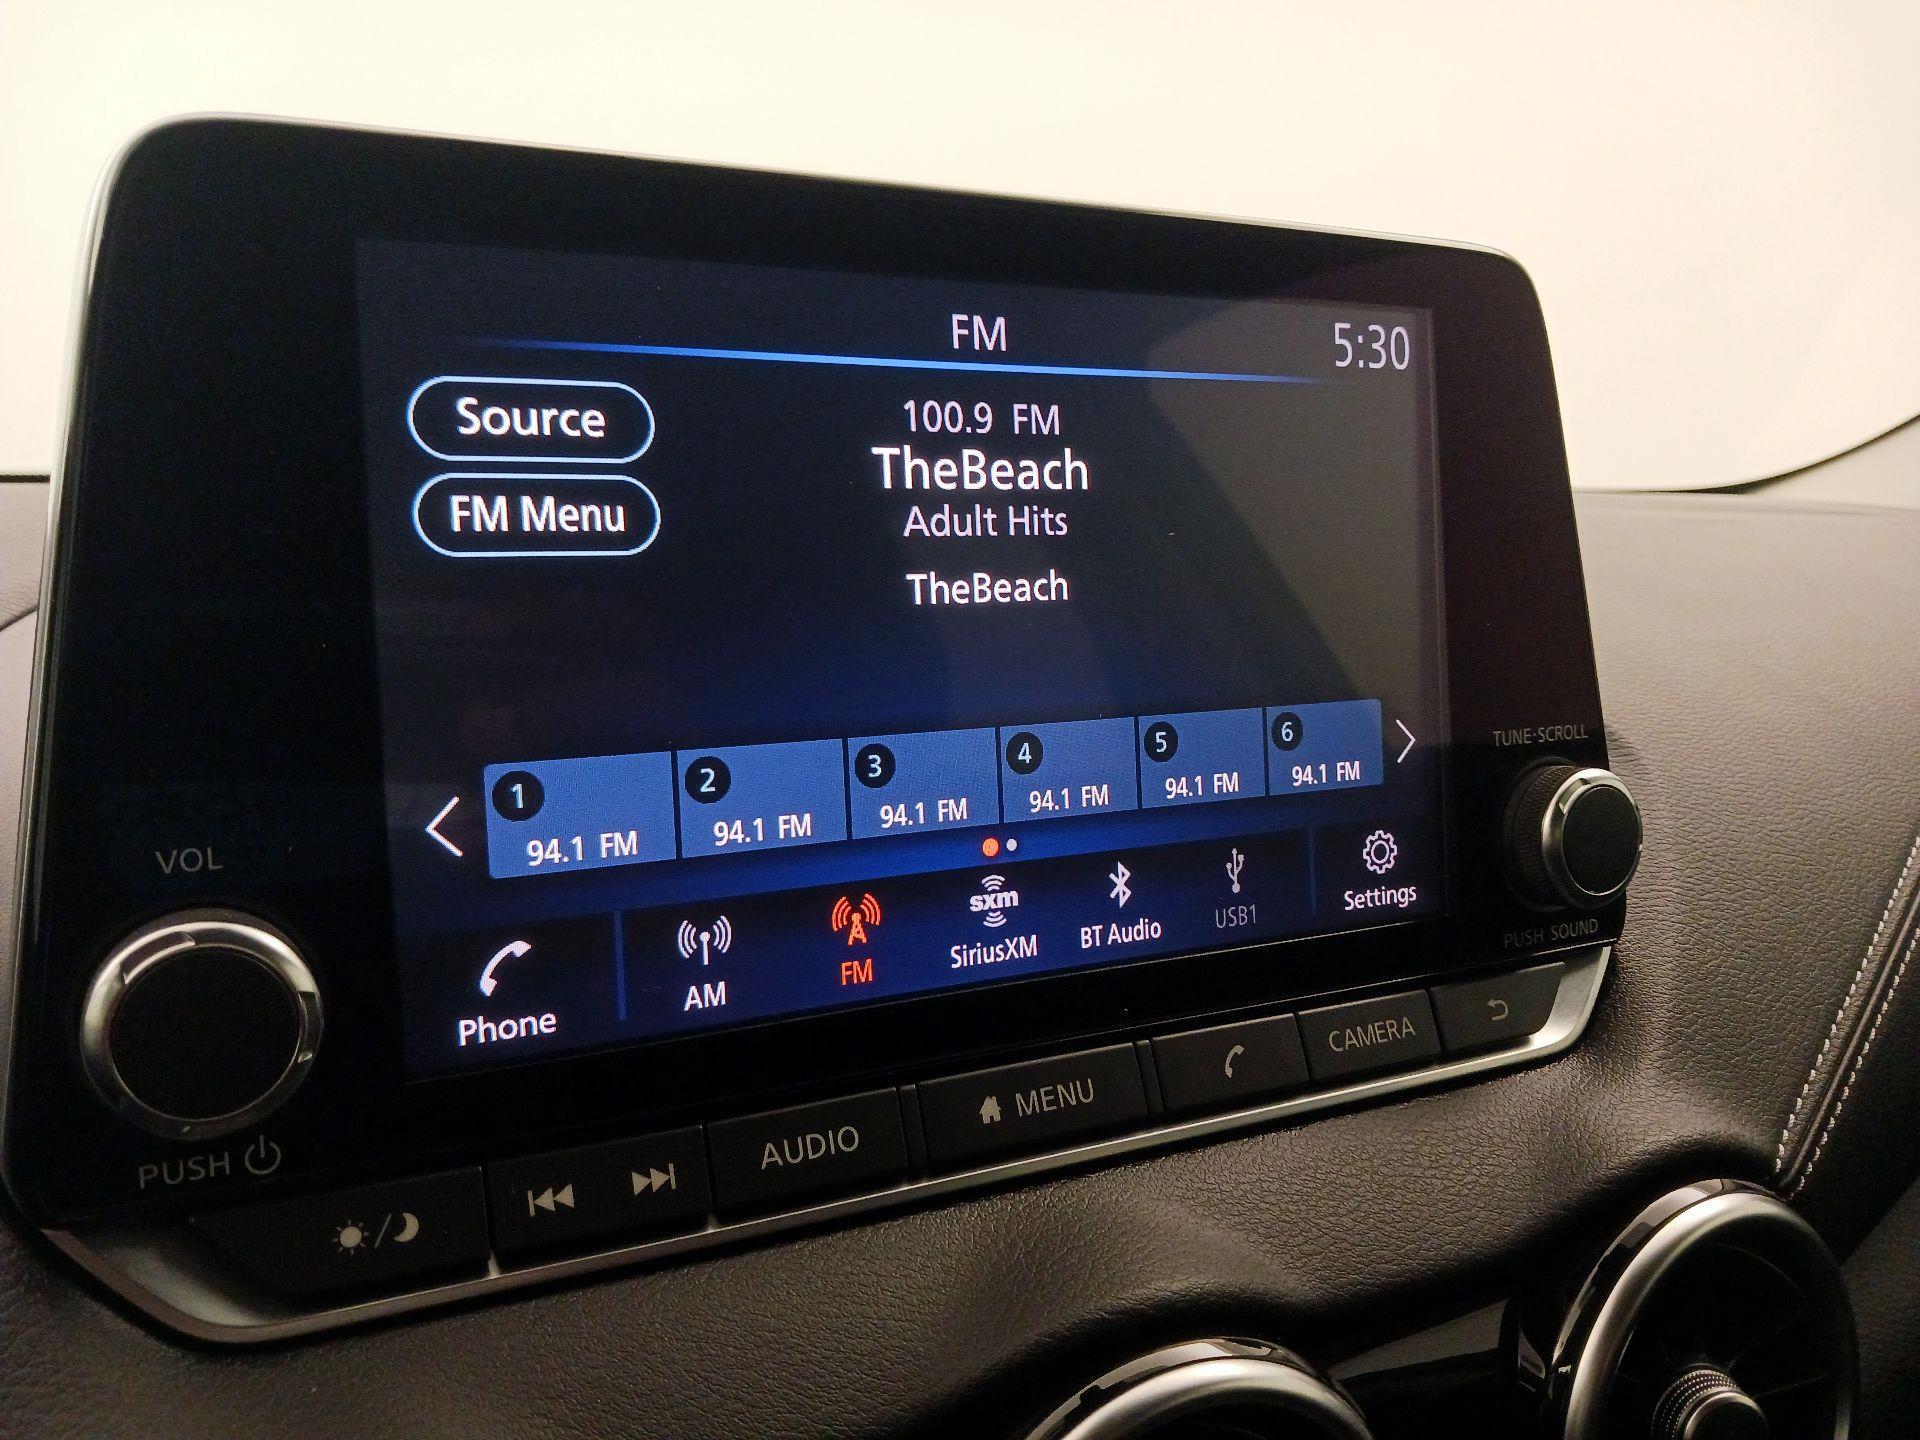 FM
5:30
Source
100.9 FM
TheBeach
FM Menu
Adult Hits
TheBeach
1
2
3
4
5
6
94.1 FM
94.1 FM
94.1 FM
94.1 FM
94.1 FM
94.1 FM
Phone
AM
FM
sxm
SiriusXM
BT Audio
USB1
Settings
VOL
PUSH
TUNE·SCROLL
PUSH SOUND
AUDIO
MENU
CAMERA